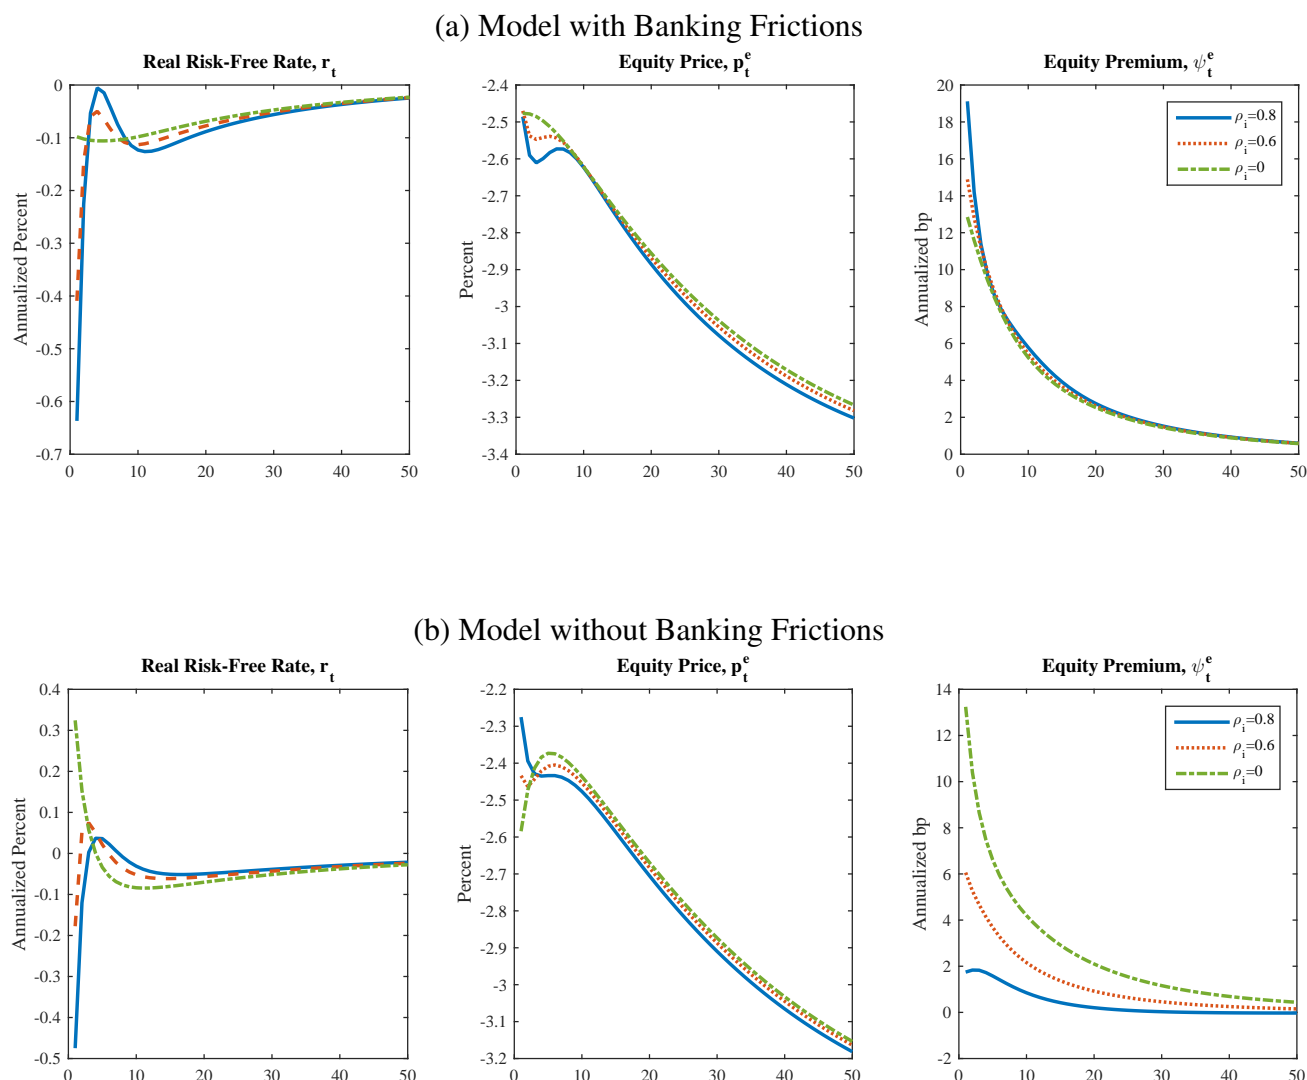 (a) Model with Banking Frictions
Real Risk-Free Rate, r_t
Equity Price, p_t^e
Equity Premium, ψ_t^e
Annualized Percent
0
-0.1
-0.2
-0.3
-0.4
-0.5
-0.6
-0.7
0 10 20 30 40 50
Percent
-2.4
-2.5
-2.6
-2.7
-2.8
-2.9
-3
-3.1
-3.2
-3.3
-3.4
0 10 20 30 40 50
Annualized bp
20
18
16
14
12
10
8
6
4
2
0
0 10 20 30 40 50
ρ_i=0.8
ρ_i=0.6
ρ_i=0
(b) Model without Banking Frictions
Real Risk-Free Rate, r_t
Equity Price, p_t^e
Equity Premium, ψ_t^e
Annualized Percent
0.4
0.3
0.2
0.1
0
-0.1
-0.2
-0.3
-0.4
-0.5
0 10 20 30 40 50
Percent
-2.2
-2.3
-2.4
-2.5
-2.6
-2.7
-2.8
-2.9
-3
-3.1
-3.2
0 10 20 30 40 50
Annualized bp
14
12
10
8
6
4
2
0
-2
0 10 20 30 40 50
ρ_i=0.8
ρ_i=0.6
ρ_i=0